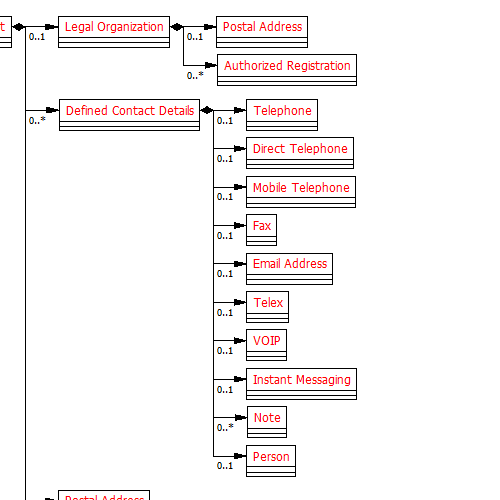 t
Legal Organization
Postal Address
0..1
0..1
Authorized Registration
0..*
Defined Contact Details
Telephone
0..*
0..1
Direct Telephone
0..1
Mobile Telephone
0..1
Fax
0..1
Email Address
0..1
Telex
0..1
VOIP
0..1
Instant Messaging
0..1
Note
0..*
Person
0..1
Postal Address